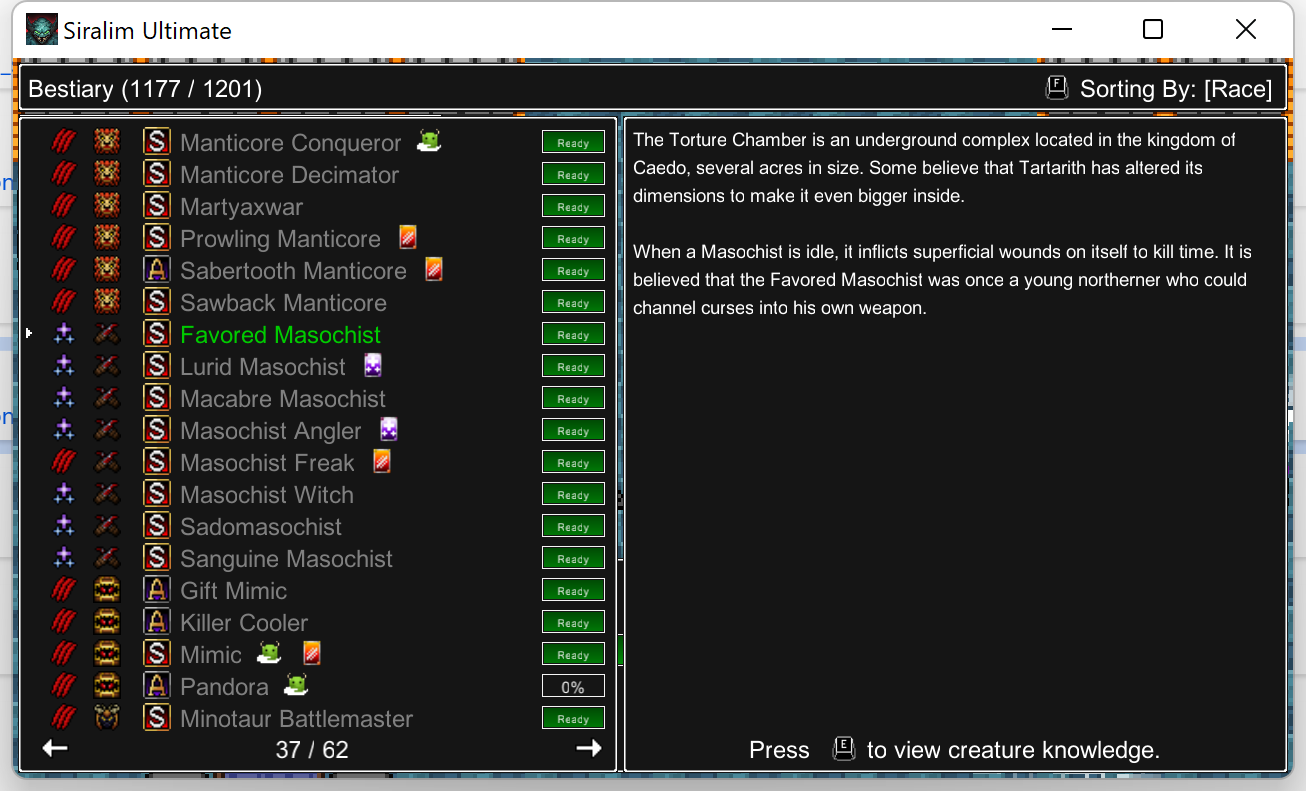 Siralim Ultimate
Bestiary (1177 / 1201)
F Sorting By: [Race]
S Manticore Conqueror Ready
S Manticore Decimator Ready
S Martyaxwar Ready
S Prowling Manticore Ready
A Sabertooth Manticore Ready
S Sawback Manticore Ready
S Favored Masochist Ready
S Lurid Masochist Ready
S Macabre Masochist Ready
S Masochist Angler Ready
S Masochist Freak Ready
S Masochist Witch Ready
S Sadomasochist Ready
S Sanguine Masochist Ready
A Gift Mimic Ready
A Killer Cooler Ready
S Mimic Ready
A Pandora 0%
S Minotaur Battlemaster Ready
37 / 62
The Torture Chamber is an underground complex located in the kingdom of
Caedo, several acres in size. Some believe that Tartarith has altered its
dimensions to make it even bigger inside.
When a Masochist is idle, it inflicts superficial wounds on itself to kill time. It is
believed that the Favored Masochist was once a young northerner who could
channel curses into his own weapon.
Press E to view creature knowledge.
on
on